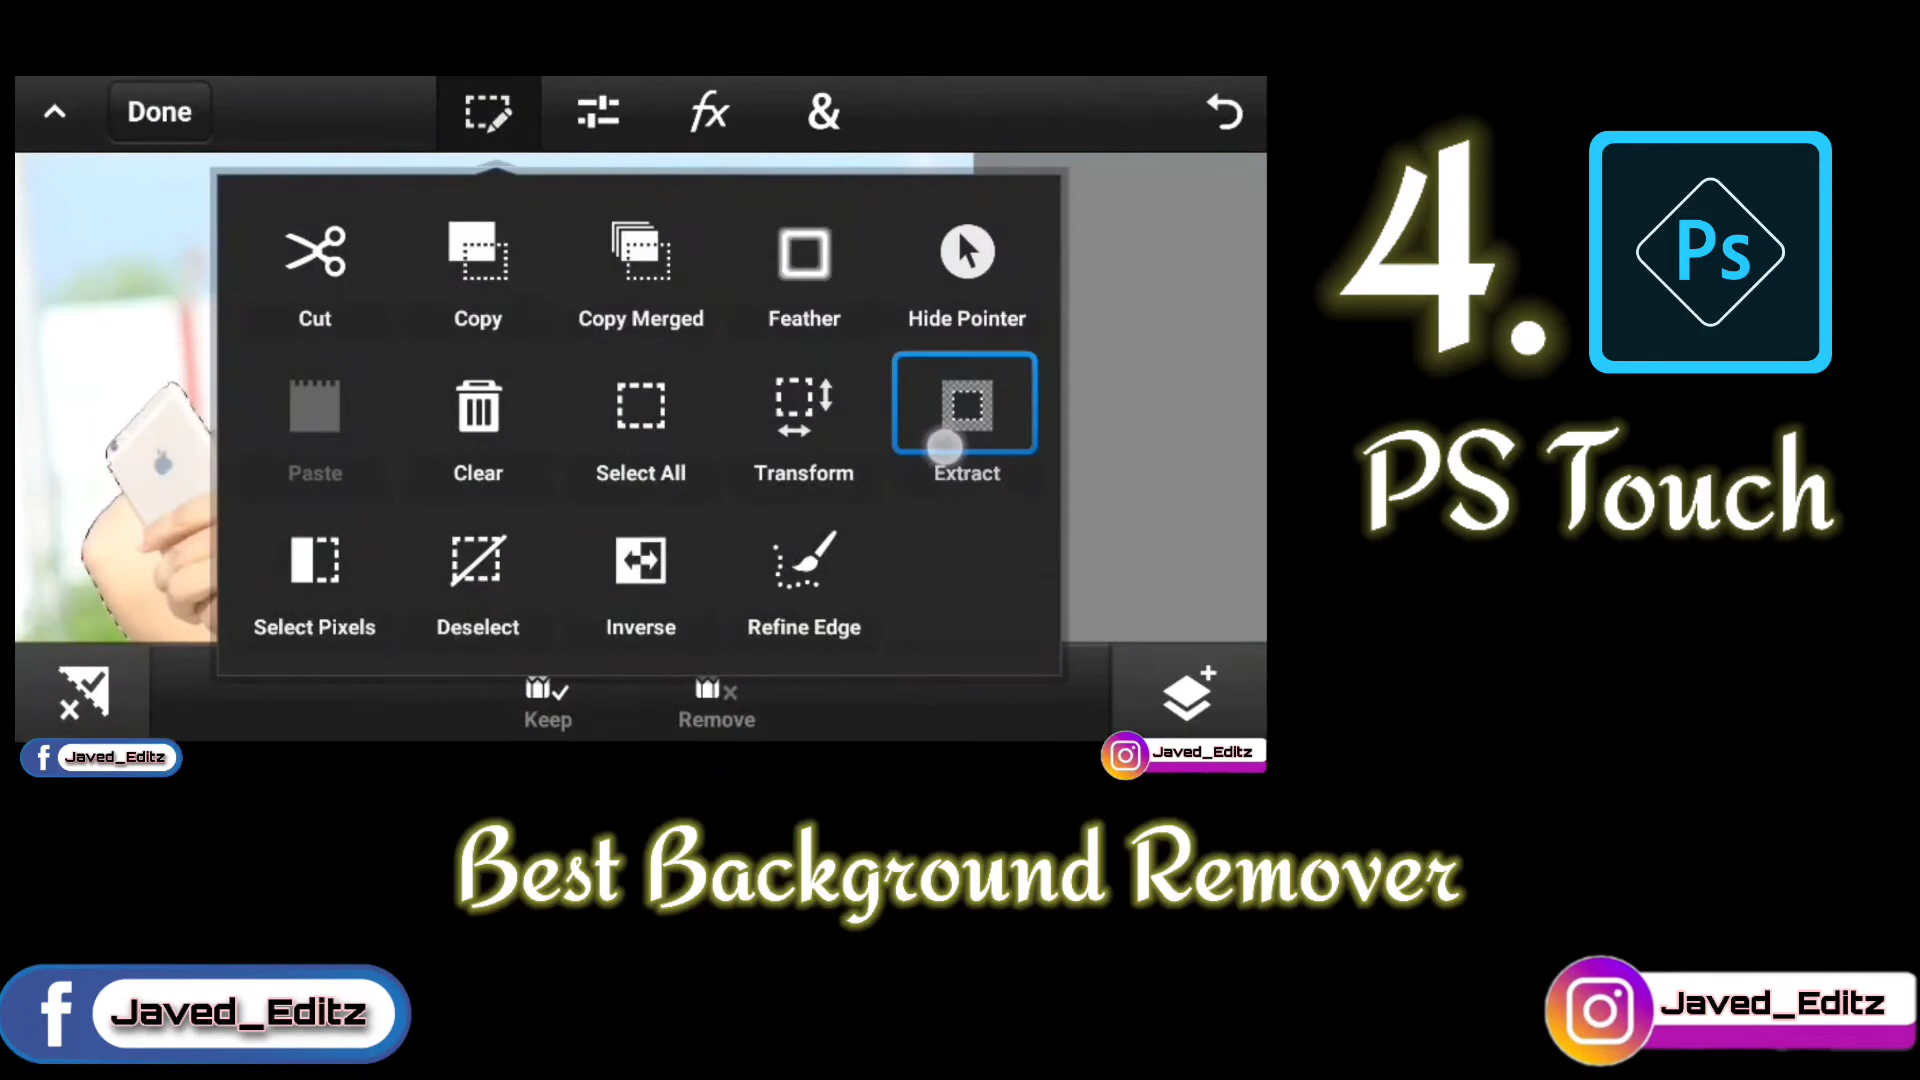 Done
fx
&
Cut
Copy
Copy Merged
Feather
Hide Pointer
Paste
Clear
Select All
Transform
Extract
Select Pixels
Deselect
Inverse
Refine Edge
Keep
Remove
f Javed_Editz
Javed_Editz
4.
Ps
PS Touch
Best Background Remover
f Javed_Editz
Javed_Editz